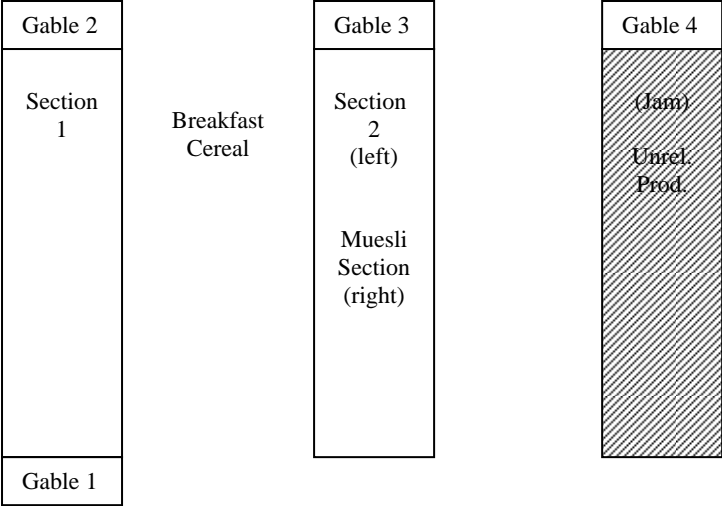 Gable 2
Gable 3
Gable 4
Section
1
Breakfast
Cereal
Section
2
(left)
Muesli
Section
(right)
(Jam)
Unrel.
Prod.
Gable 1